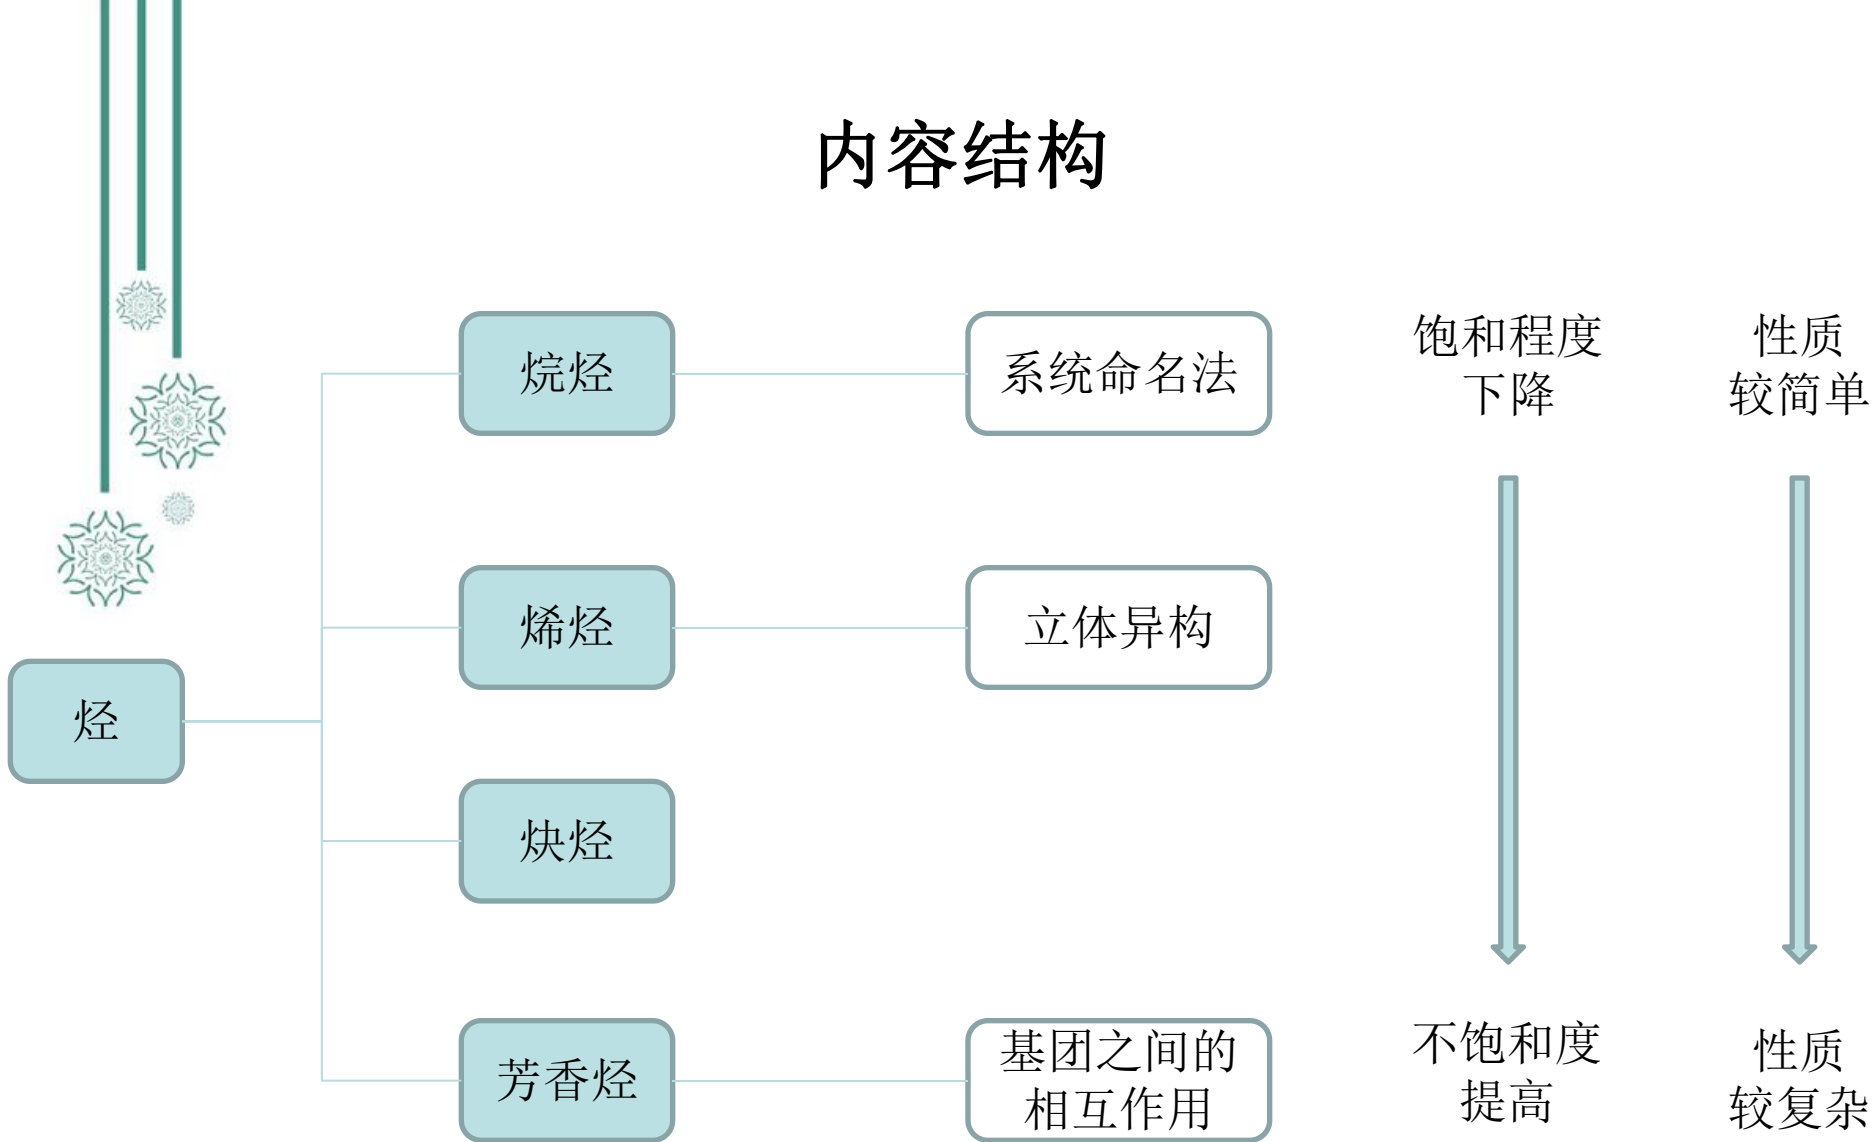 内容结构
烷烃
系统命名法
饱和程度
下降
性质
较简单
烯烃
立体异构
烃
炔烃
芳香烃
基团之间的
相互作用
不饱和度
提高
性质
较复杂